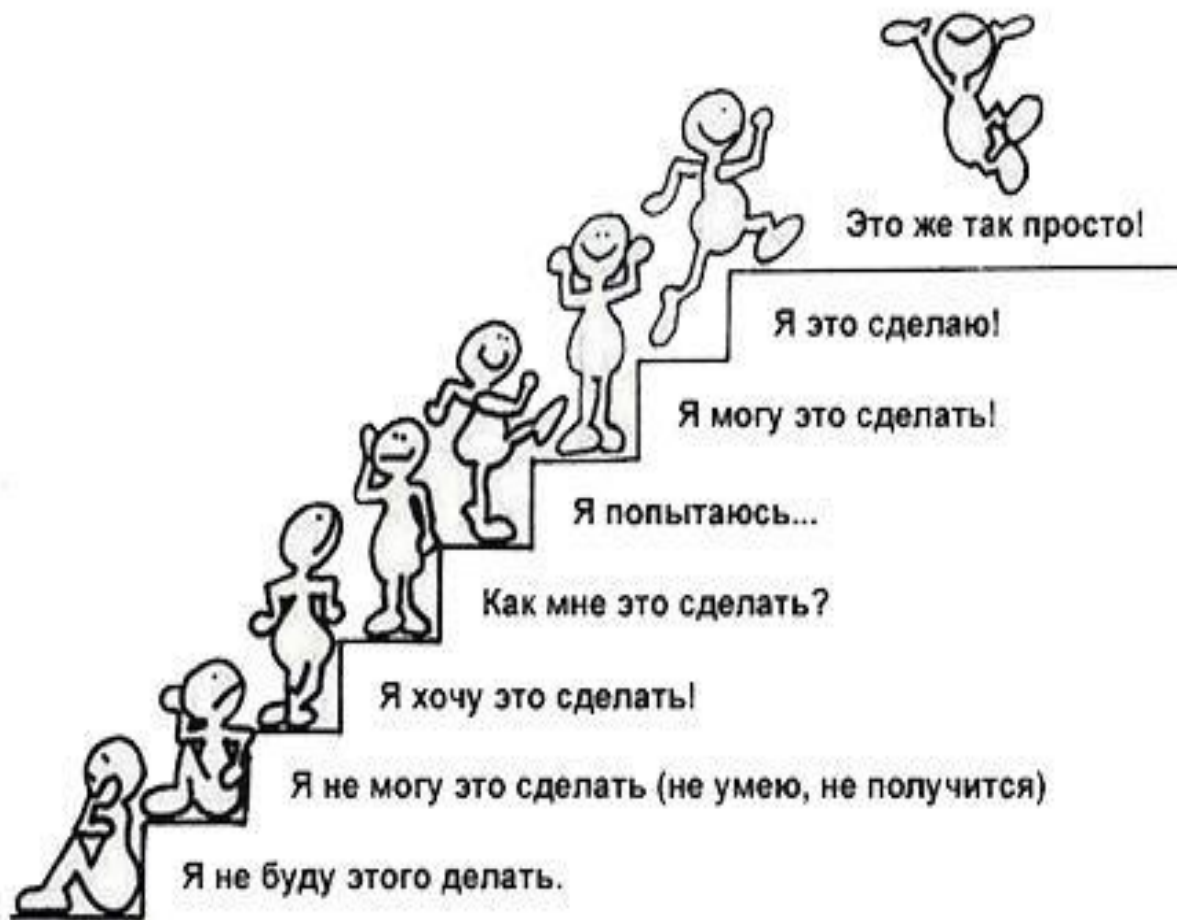 Это же так просто!
Я это сделаю!
Я могу это сделать!
Я попытаюсь...
Как мне это сделать?
Я хочу это сделать!
Я не могу это сделать (не умею, не получится)
Я не буду этого делать.